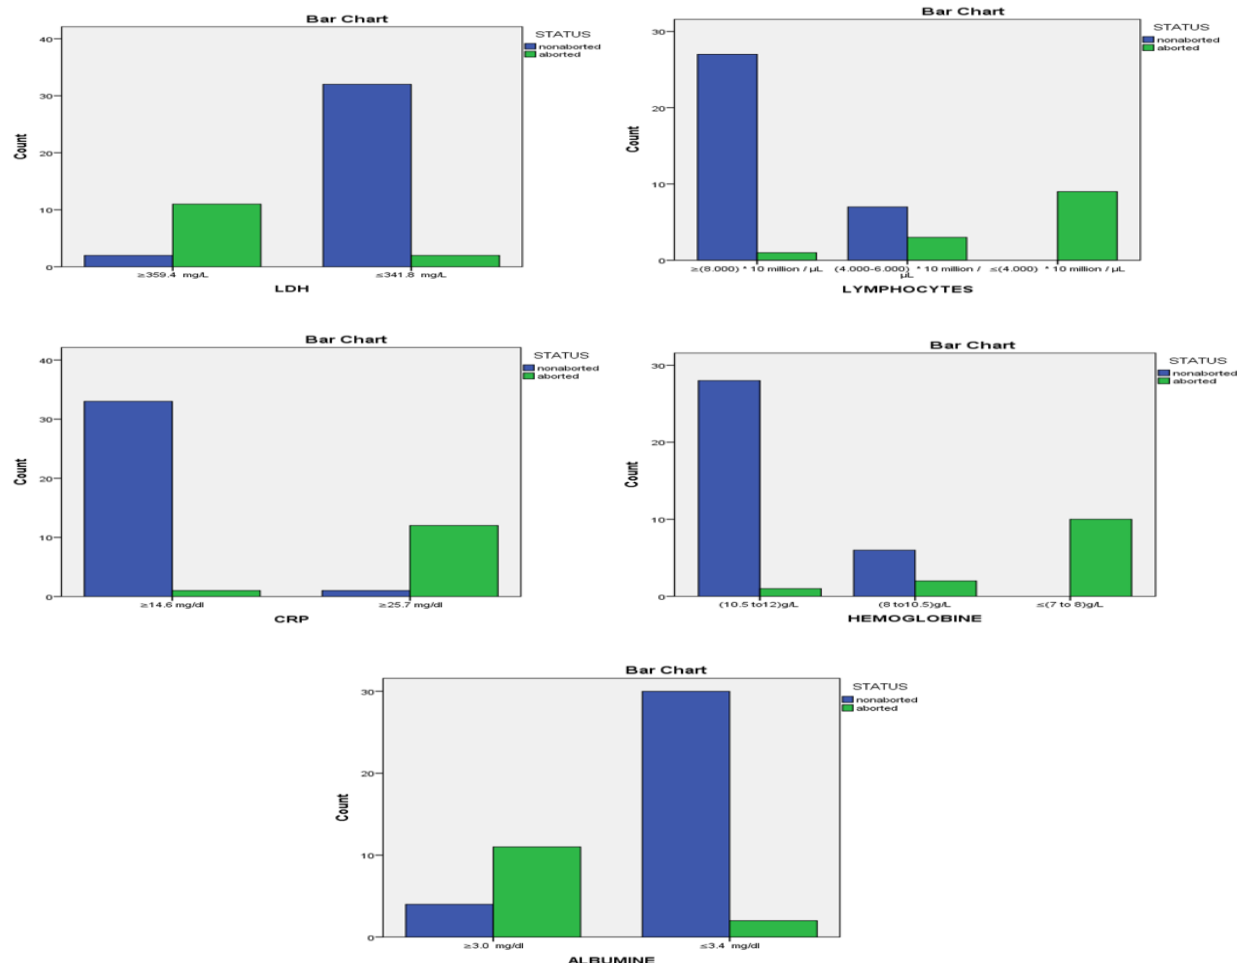 Bar Chart
STATUS
nonaborted
aborted
40
30
20
10
0
Count
≥359.4 mg/L
≤341.8 mg/L
LDH
Bar Chart
STATUS
nonaborted
aborted
30
20
10
0
Count
≥(8.000) * 10 million / µL
(4.000-6.000) * 10 million /
µL
≤(4.000) * 10 million / µL
LYMPHOCYTES
Bar Chart
STATUS
nonaborted
aborted
40
30
20
10
0
Count
≥14.6 mg/dl
≥25.7 mg/dl
CRP
Bar Chart
STATUS
nonaborted
aborted
30
20
10
0
Count
(10.5 to12)g/L
(8 to10.5)g/L
≤(7 to 8)g/L
HEMOGLOBINE
Bar Chart
STATUS
nonaborted
aborted
30
20
10
0
Count
≥3.0 mg/dl
≤3.4 mg/dl
ALBUMINE